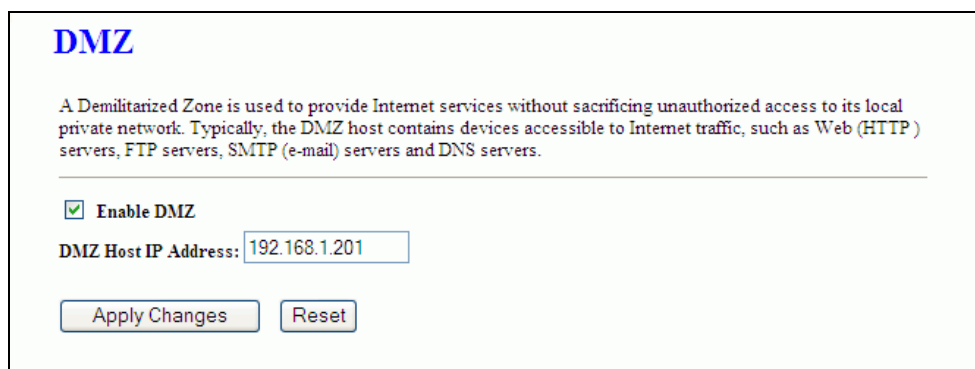 DMZ
A Demilitarized Zone is used to provide Internet services without sacrificing unauthorized access to its local
private network. Typically, the DMZ host contains devices accessible to Internet traffic, such as Web (HTTP )
servers, FTP servers, SMTP (e-mail) servers and DNS servers.
Enable DMZ
DMZ Host IP Address: 192.168.1.201
Apply Changes Reset